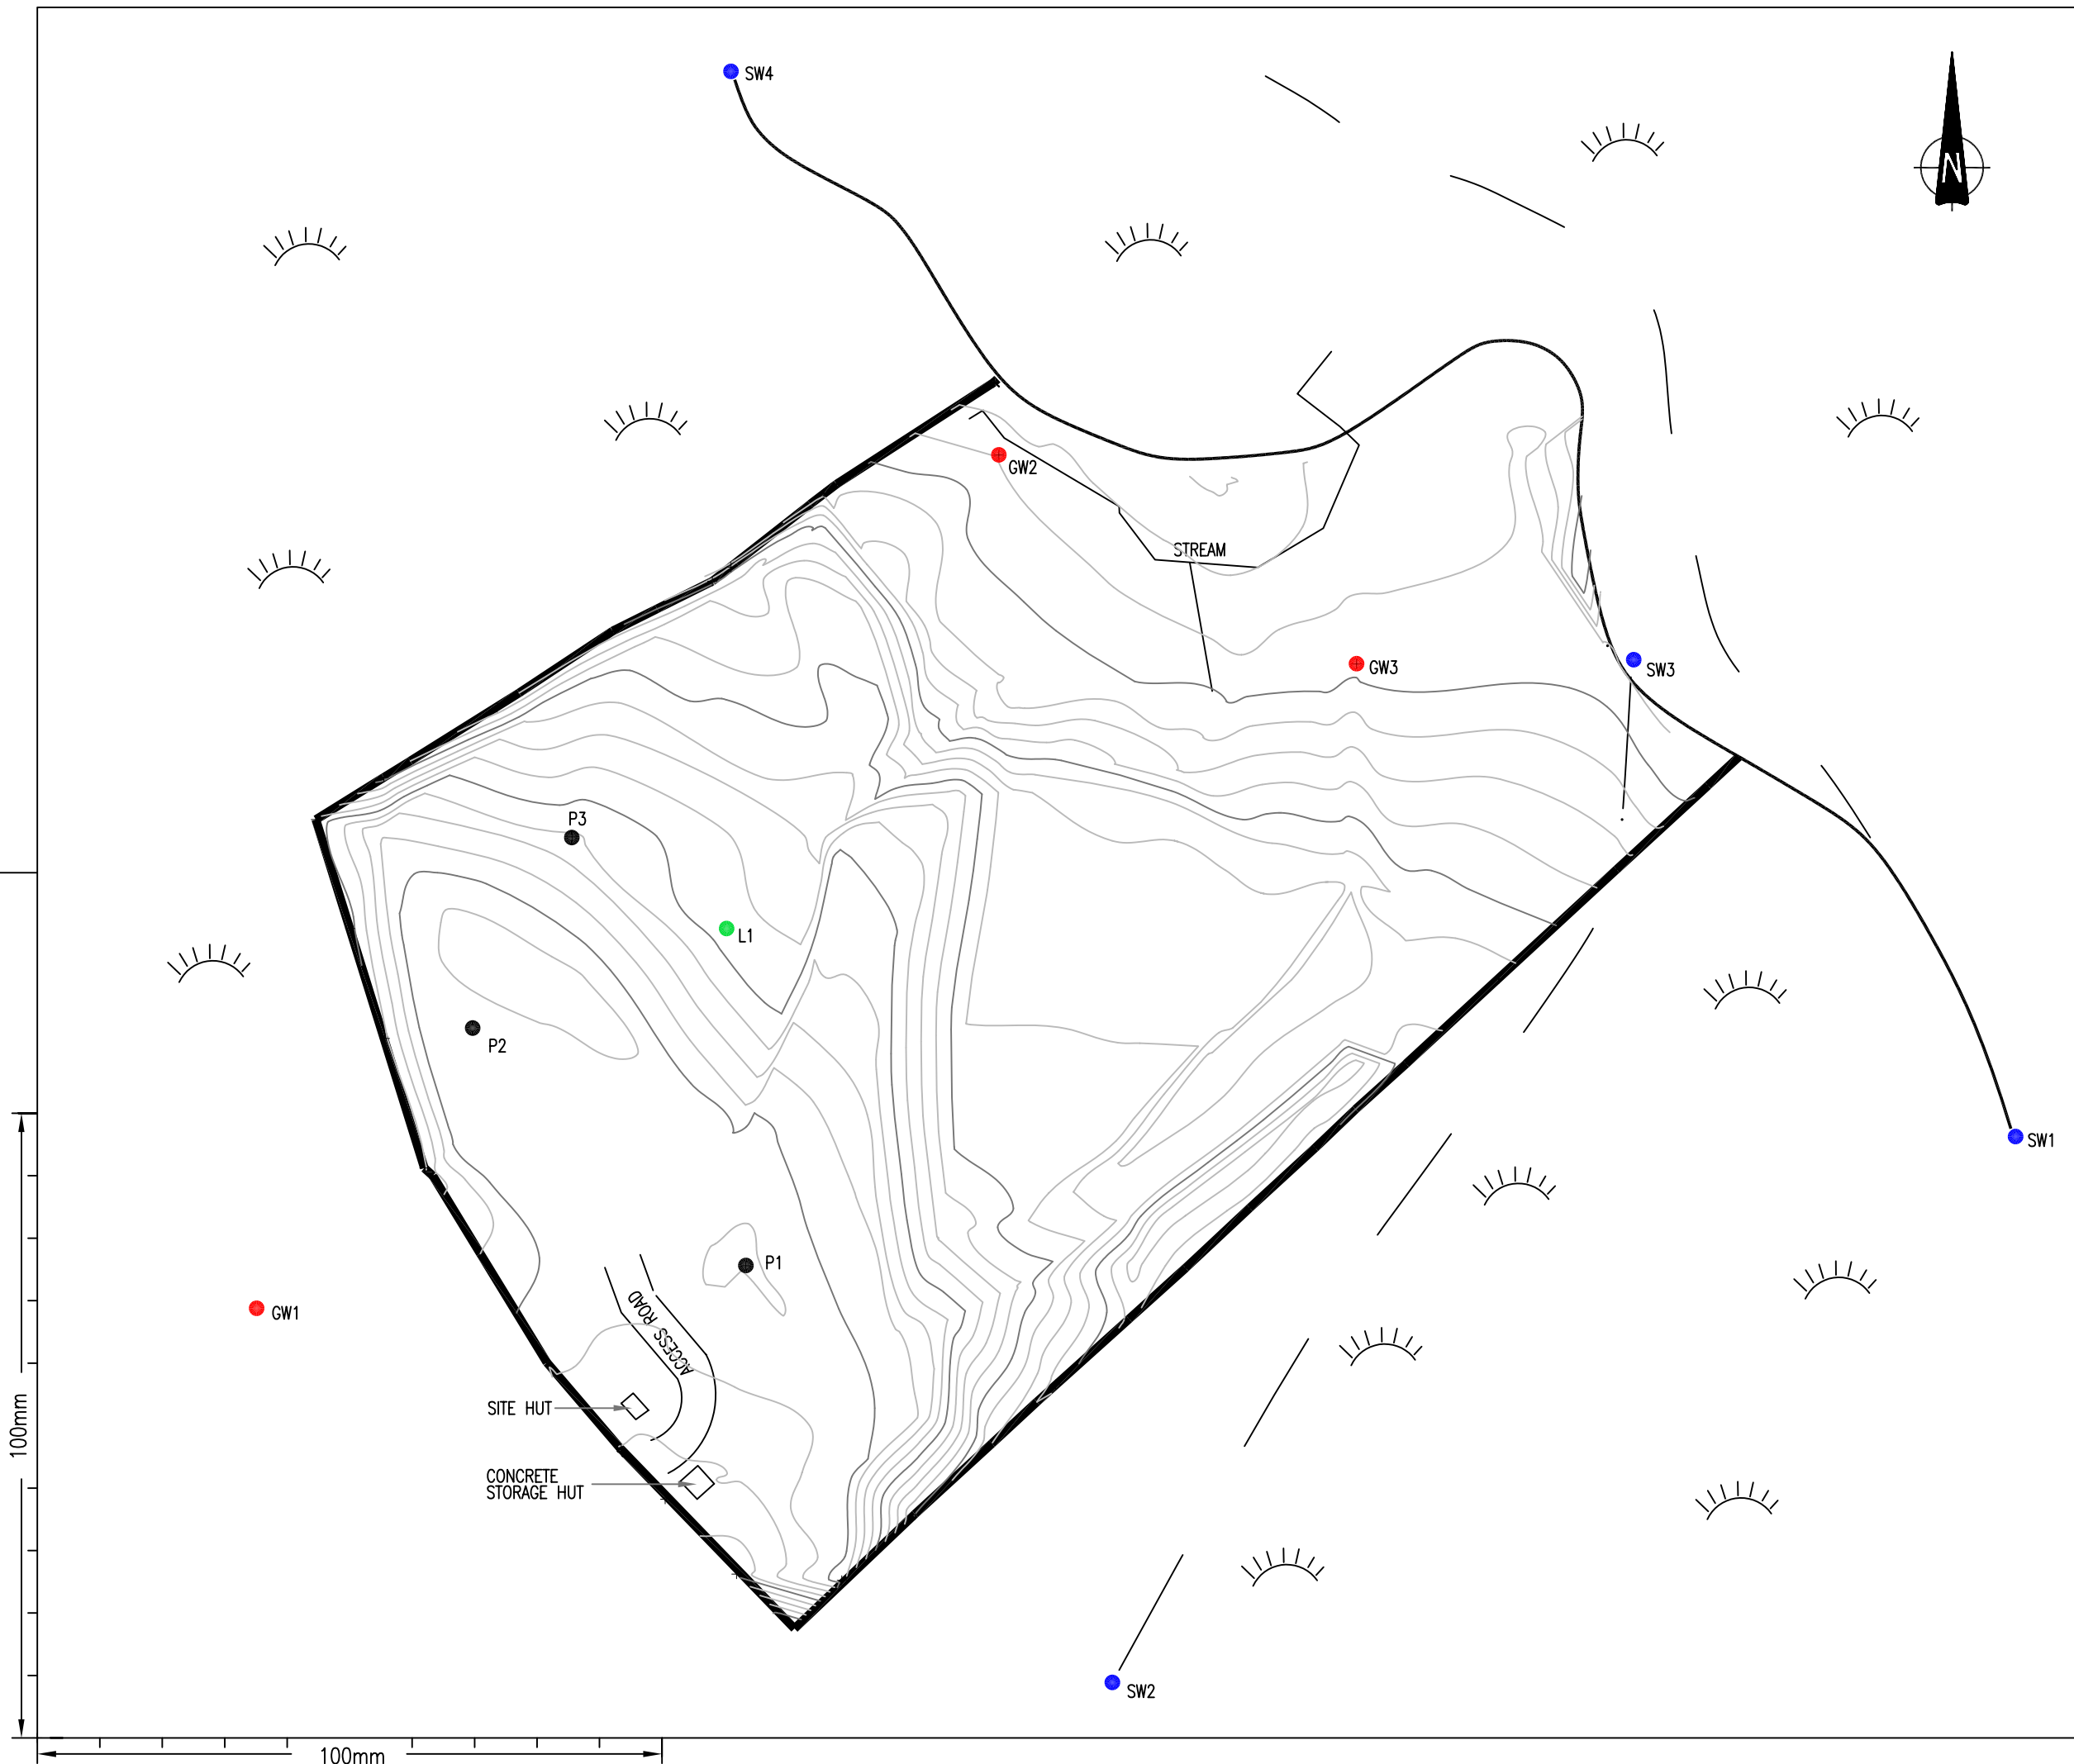 SW4
N
GW2
STREAM
GW3
SW3
P3
L1
P2
SW1
P1
GW1
ACCESS ROAD
SITE HUT
CONCRETE
STORAGE HUT
SW2
100mm
100mm